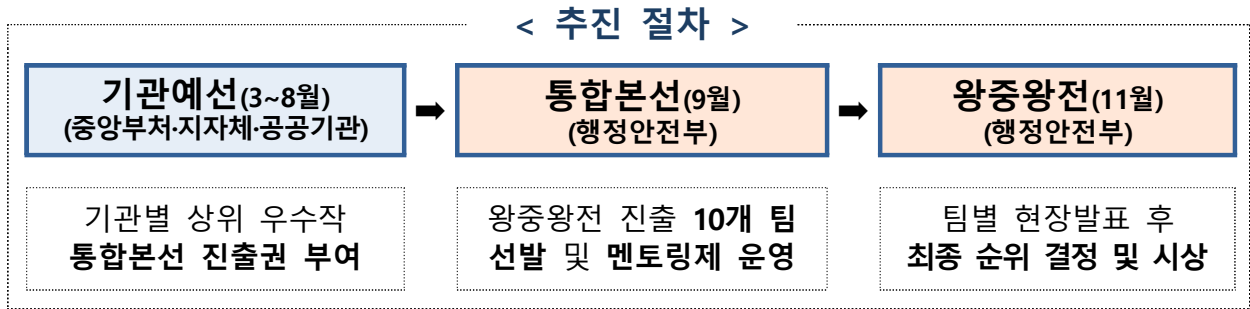 < 추진 절차 >
기관예선(3~8월)
(중앙부처·지자체·공공기관)
➡
통합본선(9월)
(행정안전부)
➡
왕중왕전(11월)
(행정안전부)
기관별 상위 우수작
통합본선 진출권 부여
왕중왕전 진출 10개 팀
선발 및 멘토링제 운영
팀별 현장발표 후
최종 순위 결정 및 시상